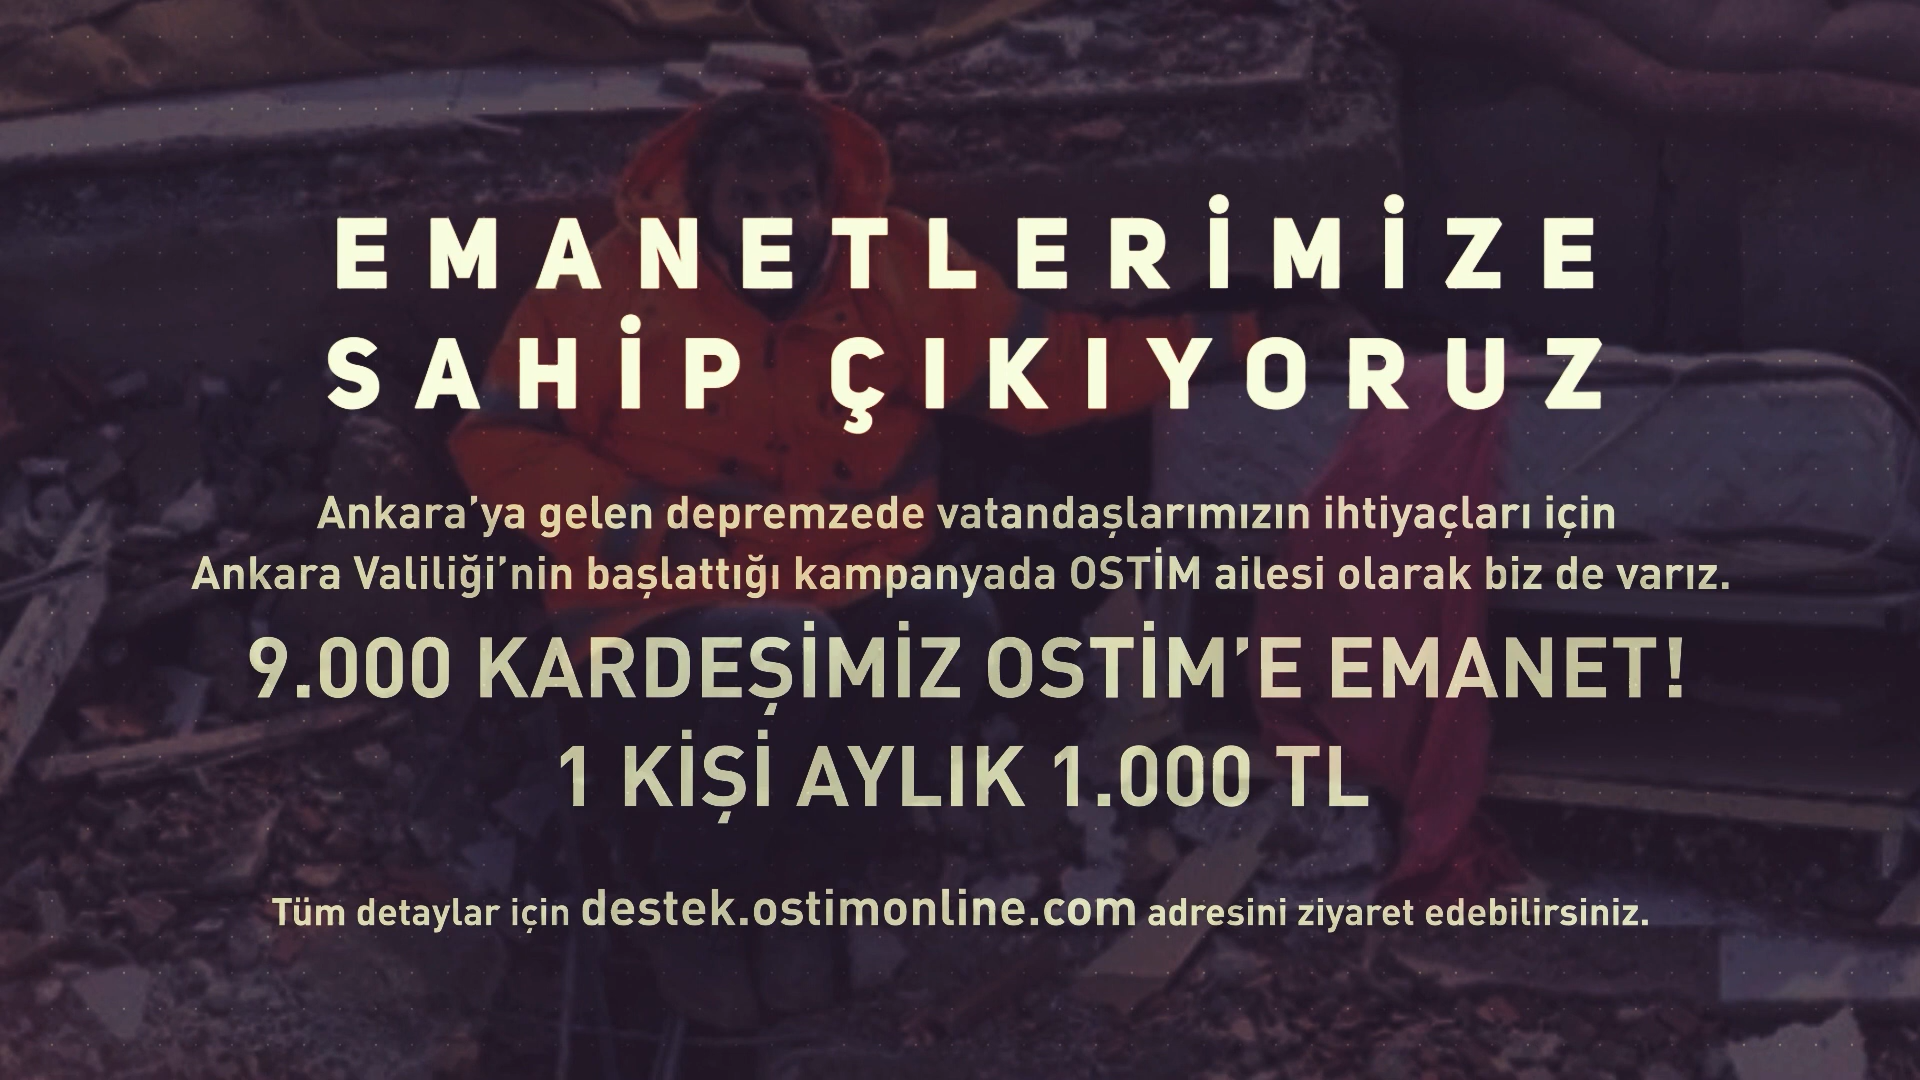 EMANETLERİMİZE
SAHİP ÇIKIYORUZ
Ankara’ya gelen depremzede vatandaşlarımızın ihtiyaçları için
Ankara Valiliği’nin başlattığı kampanyada OSTİM ailesi olarak biz de varız.
9.000 KARDEŞİMİZ OSTİM’E EMANET!
1 KİŞİ AYLIK 1.000 TL
Tüm detaylar için destek.ostimonline.com adresini ziyaret edebilirsiniz.